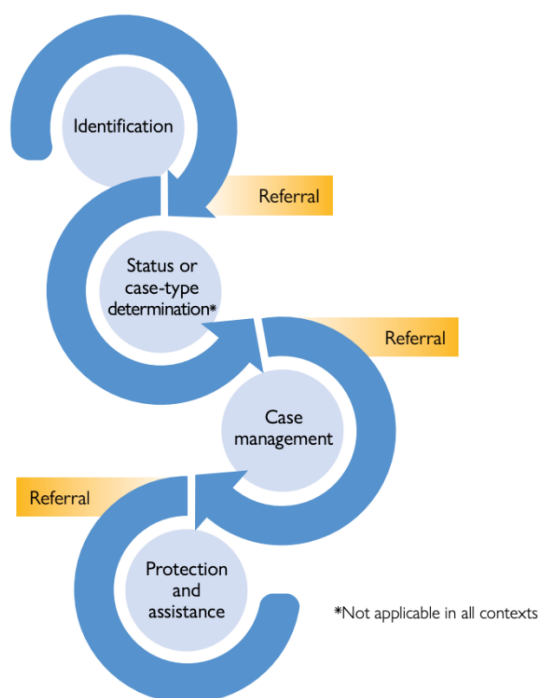 Identification
Referral
Status or
case-type
determination*
Referral
Case
management
Referral
Protection
and
assistance
*Not applicable in all contexts